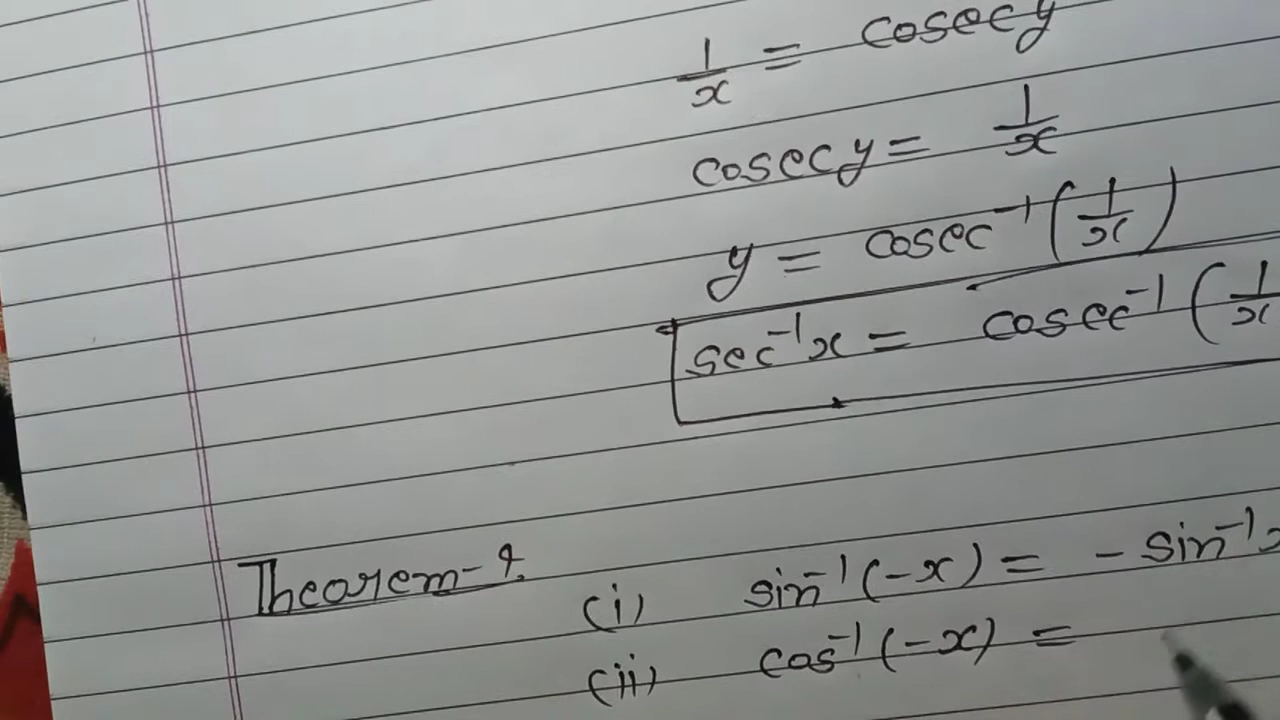 1/x = cosec y
cosec y = 1/x
y = cosec⁻¹(1/x)
sec⁻¹x = cosec⁻¹(1/x
Theorem-
(i) sin⁻¹(-x) = - sin⁻¹
(ii) cos⁻¹(-x) =